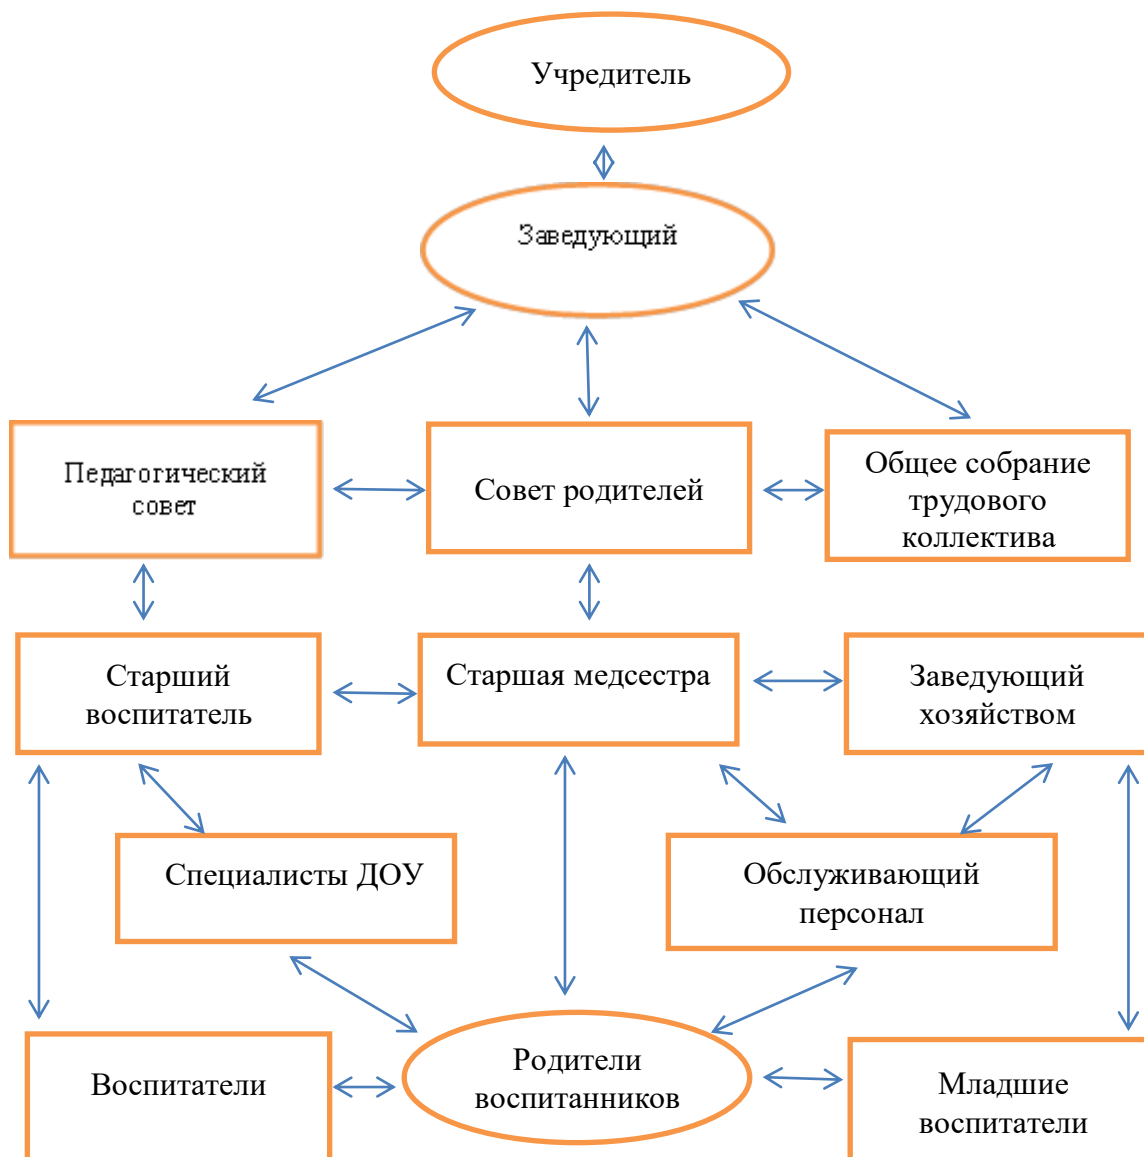 Учредитель
Заведующий
Педагогический
совет
Совет родителей
Общее собрание
трудового
коллектива
Старший
воспитатель
Старшая медсестра
Заведующий
хозяйством
Специалисты ДОУ
Обслуживающий
персонал
Воспитатели
Родители
воспитанников
Младшие
воспитатели